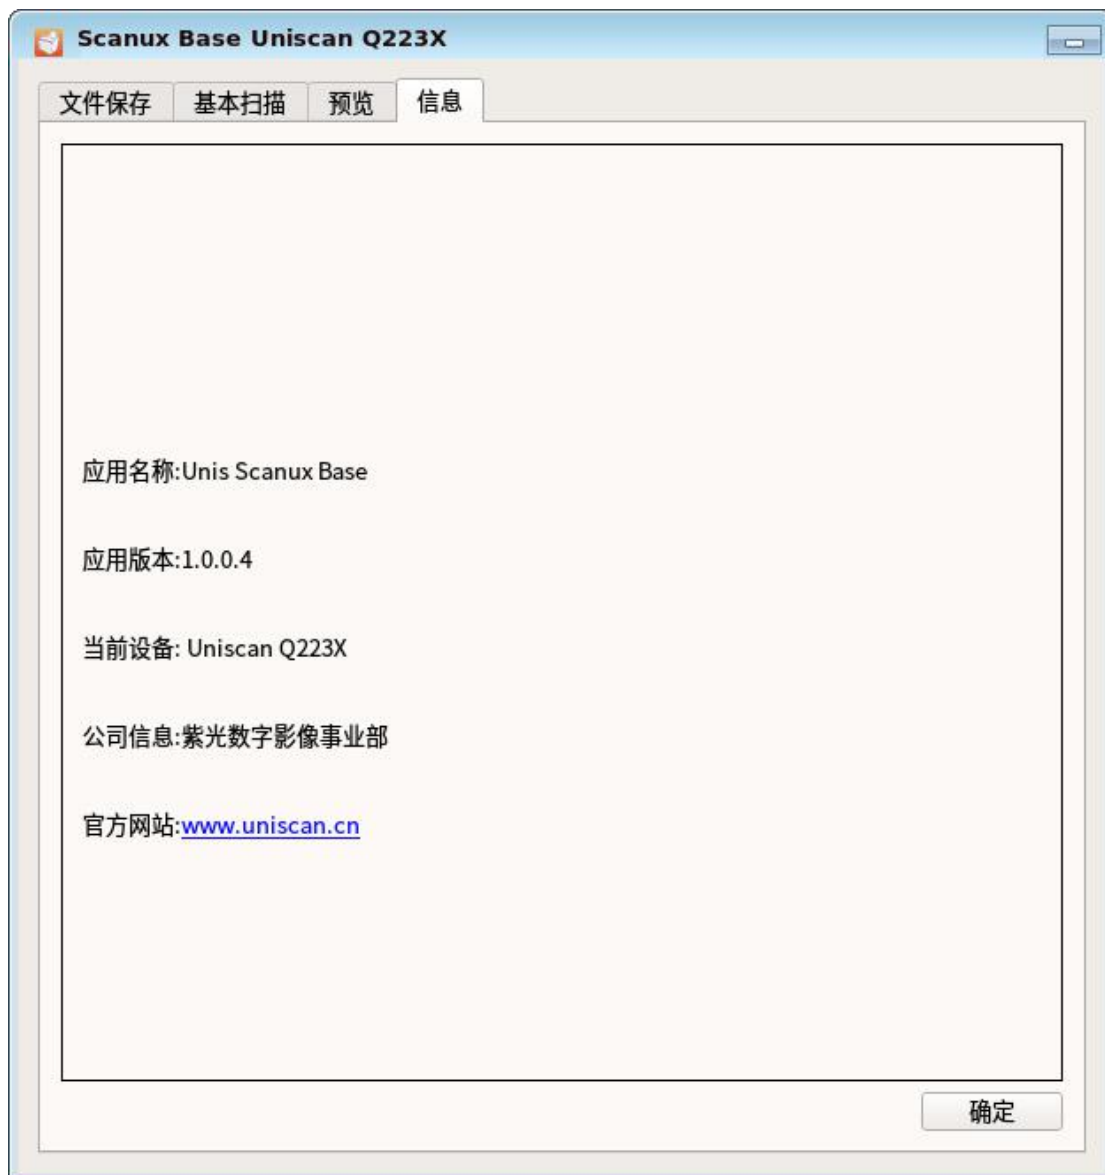 Scanux Base Uniscan Q223X
文件保存 基本扫描 预览 信息
应用名称:Unis Scanux Base
应用版本:1.0.0.4
当前设备: Uniscan Q223X
公司信息:紫光数字影像事业部
官方网站:www.uniscan.cn
确定